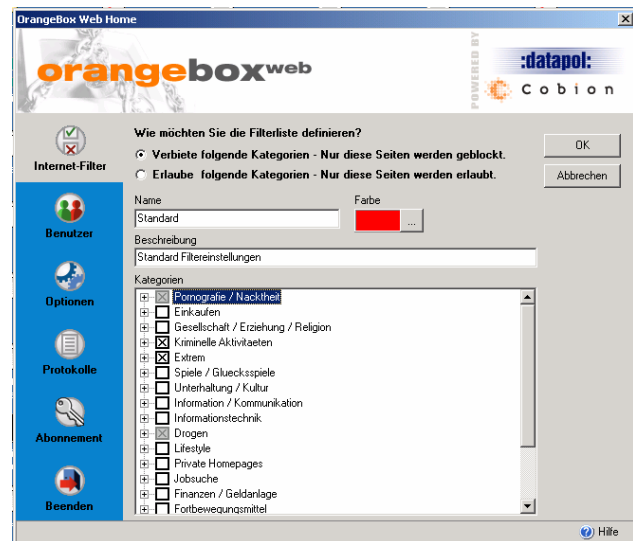 OrangeBox Web Home
orangeboxweb
POWERED BY
:datapol:
Cobion
Internet-Filter
Benutzer
Optionen
Protokolle
Abonnement
Beenden
Wie möchten Sie die Filterliste definieren?
Verbiete folgende Kategorien - Nur diese Seiten werden geblockt.
Erlaube folgende Kategorien - Nur diese Seiten werden erlaubt.
OK
Abbrechen
Name
Farbe
Standard
...
Beschreibung
Standard Filtereinstellungen
Kategorien
Pornografie / Nacktheit
Einkaufen
Gesellschaft / Erziehung / Religion
Kriminelle Aktivitaeten
Extrem
Spiele / Gluecksspiele
Unterhaltung / Kultur
Information / Kommunikation
Informationstechnik
Drogen
Lifestyle
Private Homepages
Jobsuche
Finanzen / Geldanlage
Fortbewegungsmittel
Hilfe